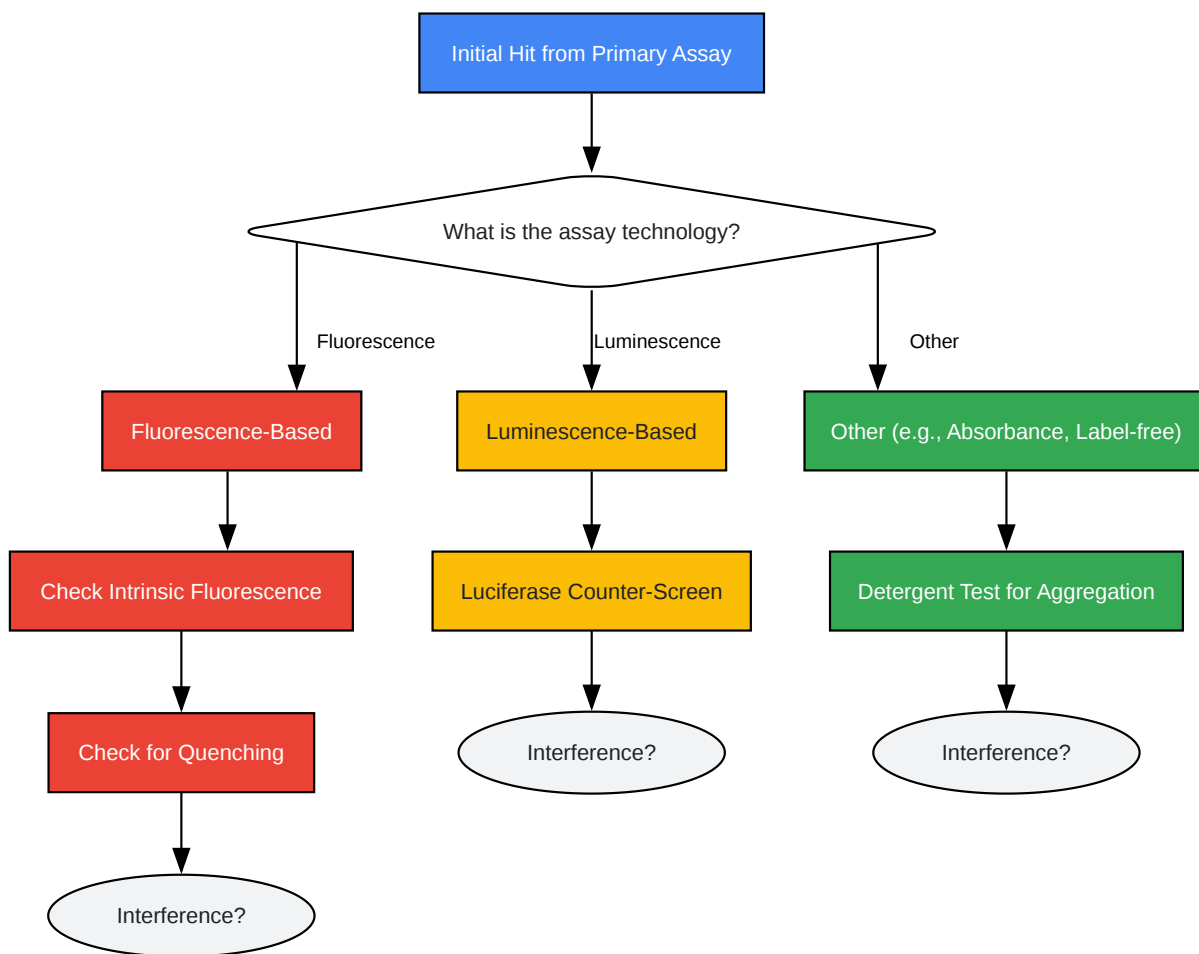 Initial Hit from Primary Assay
What is the assay technology?
Fluorescence
Luminescence
Other
Fluorescence-Based
Luminescence-Based
Other (e.g., Absorbance, Label-free)
Check Intrinsic Fluorescence
Luciferase Counter-Screen
Detergent Test for Aggregation
Check for Quenching
Interference?
Interference?
Interference?